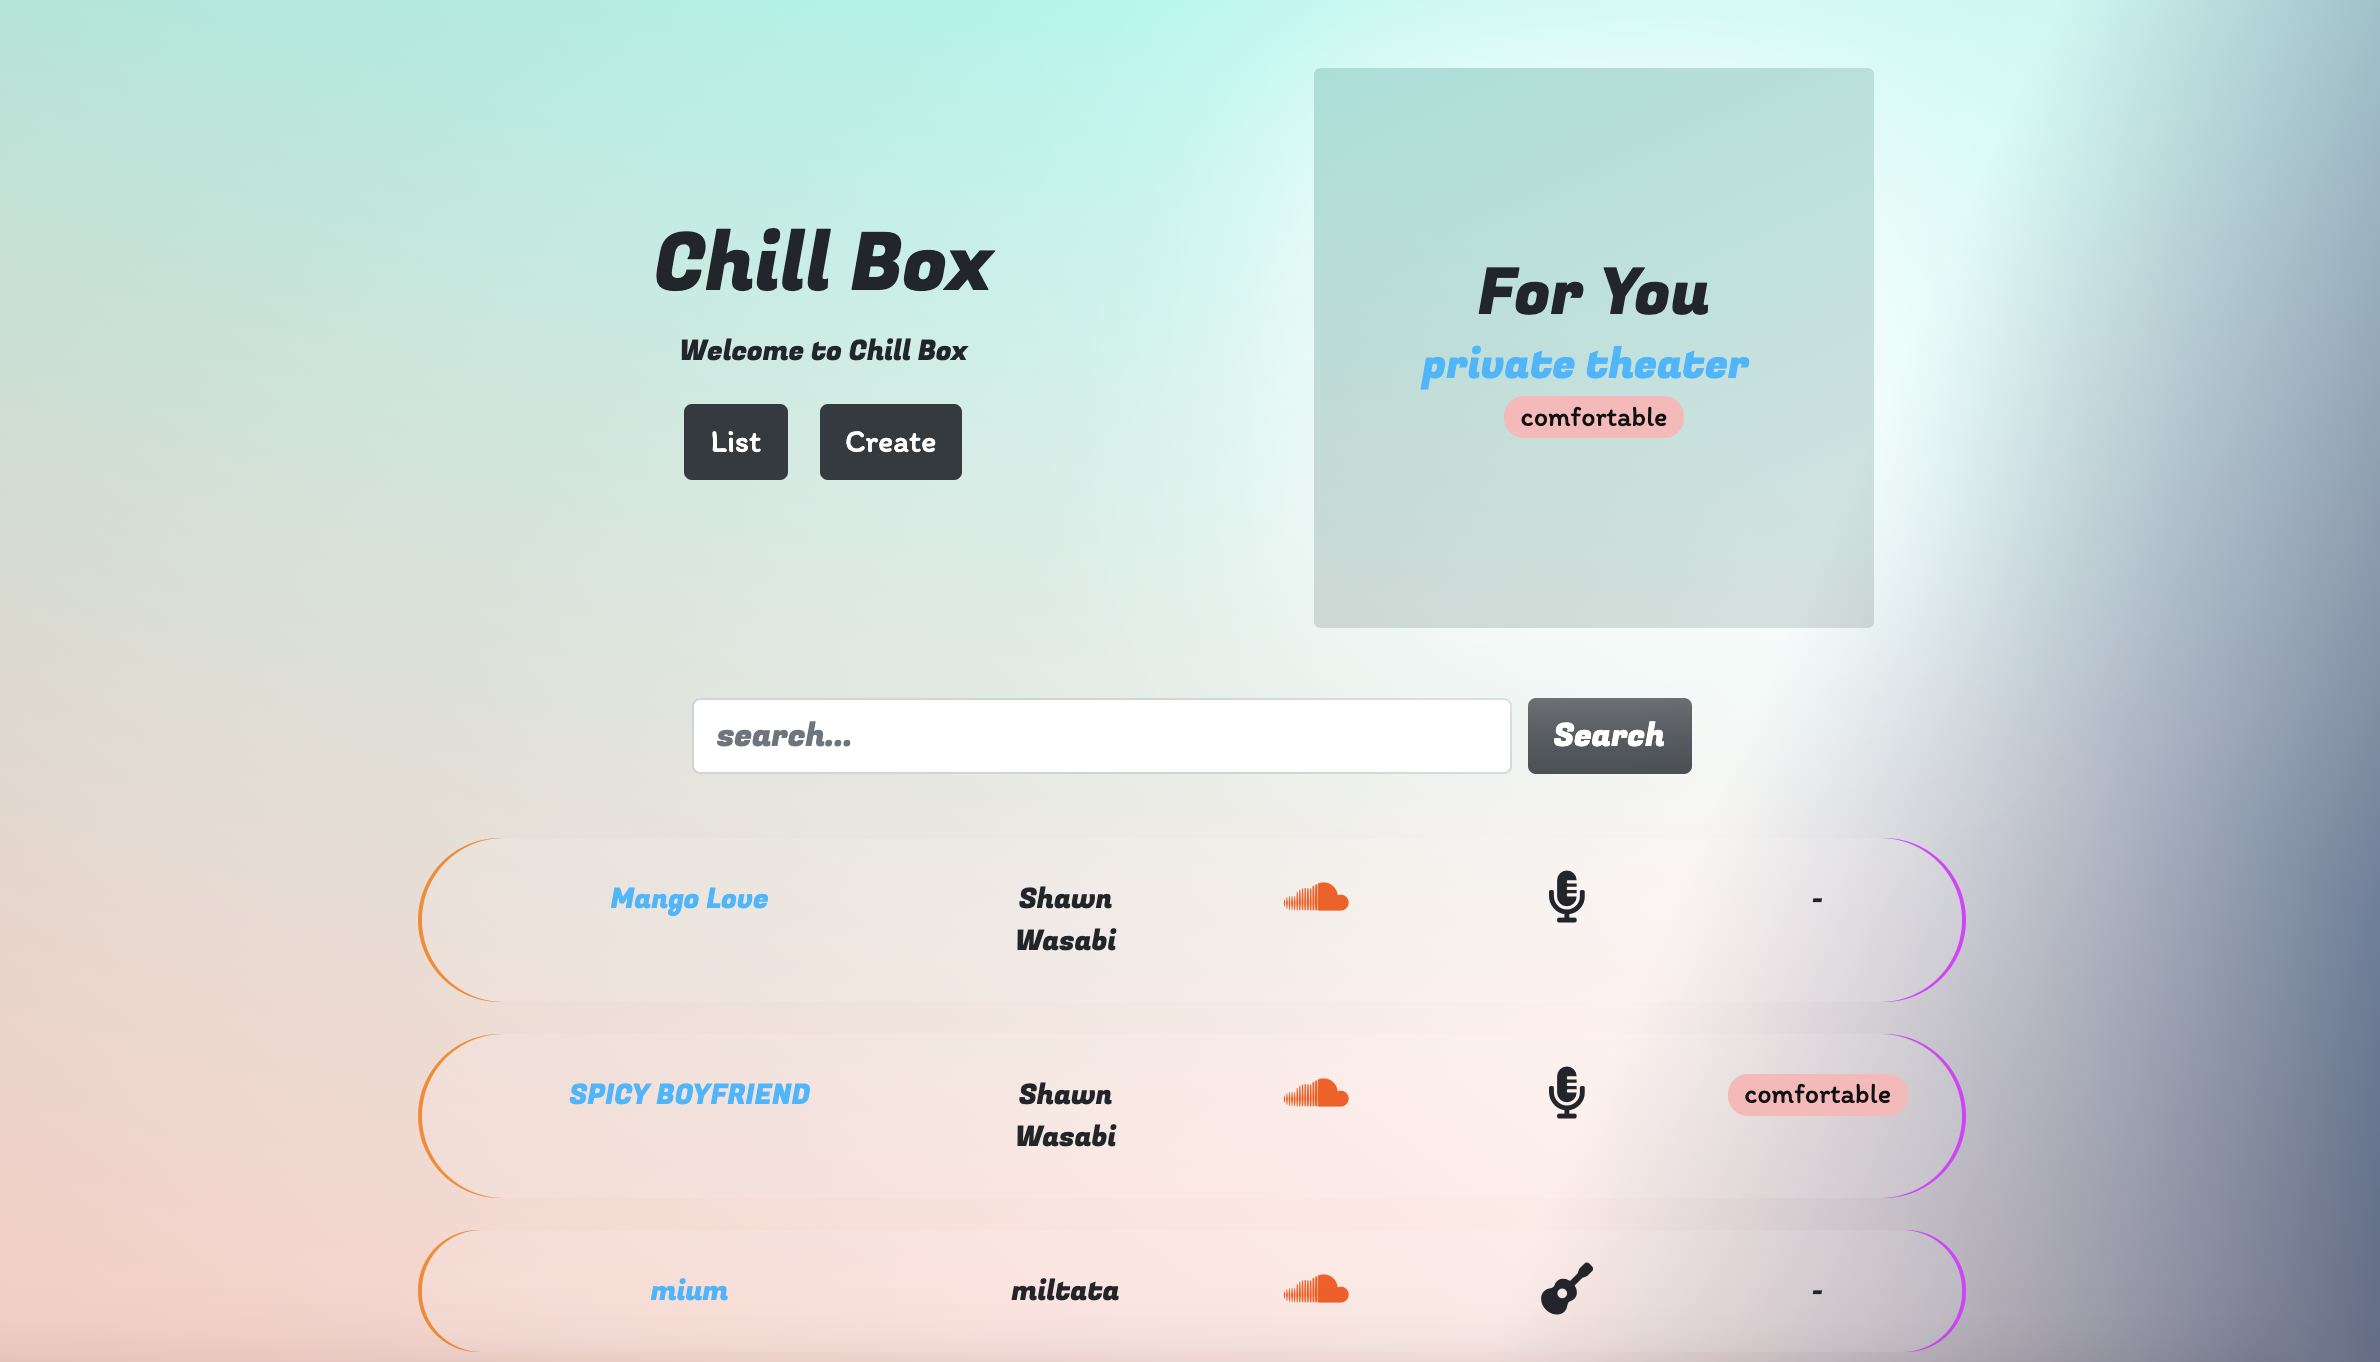 Chill Box
Welcome to Chill Box
List
Create
For You
private theater
comfortable
search...
Search
Mango Love
Shawn
Wasabi
-
SPICY BOYFRIEND
Shawn
Wasabi
comfortable
mium
miltata
-